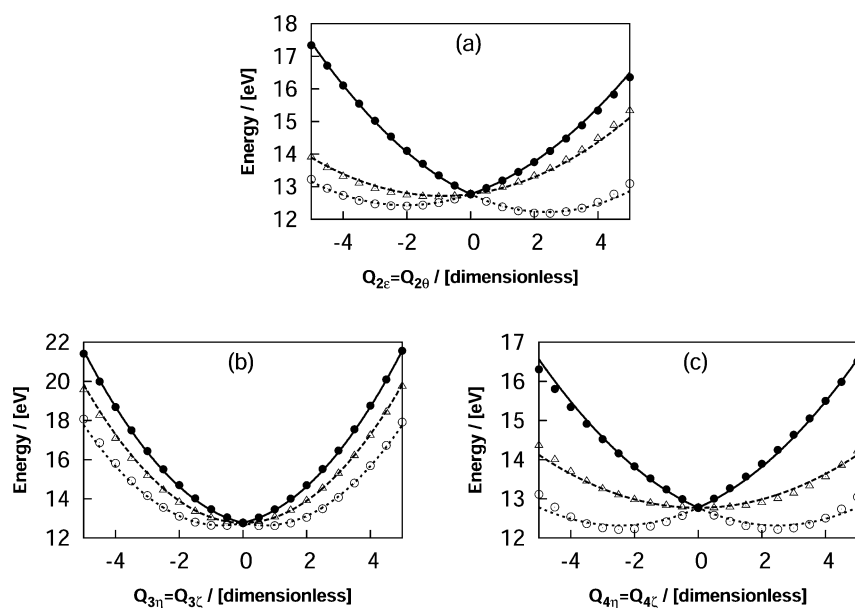 18
(a)
17
16
15
14
13
12
Energy / [eV]
-4 -2 0 2 4
Q2ε=Q2θ / [dimensionless]
22
(b)
20
18
16
14
12
Energy / [eV]
-4 -2 0 2 4
Q3η=Q3ζ / [dimensionless]
17
(c)
16
15
14
13
12
Energy / [eV]
-4 -2 0 2 4
Q4η=Q4ζ / [dimensionless]